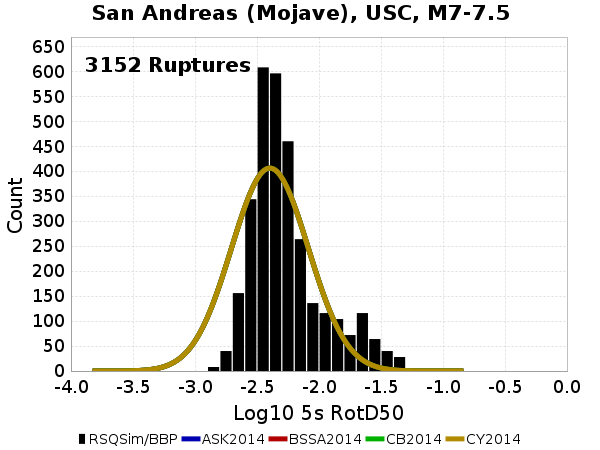 San Andreas (Mojave), USC, M7-7.5
3152 Ruptures
650
600
550
500
450
400
350
300
250
200
150
100
50
0
Count
-4.0 -3.5 -3.0 -2.5 -2.0 -1.5 -1.0 -0.5 0.0
Log10 5s RotD50
RSQSim/BBP ASK2014 BSSA2014 CB2014 CY2014